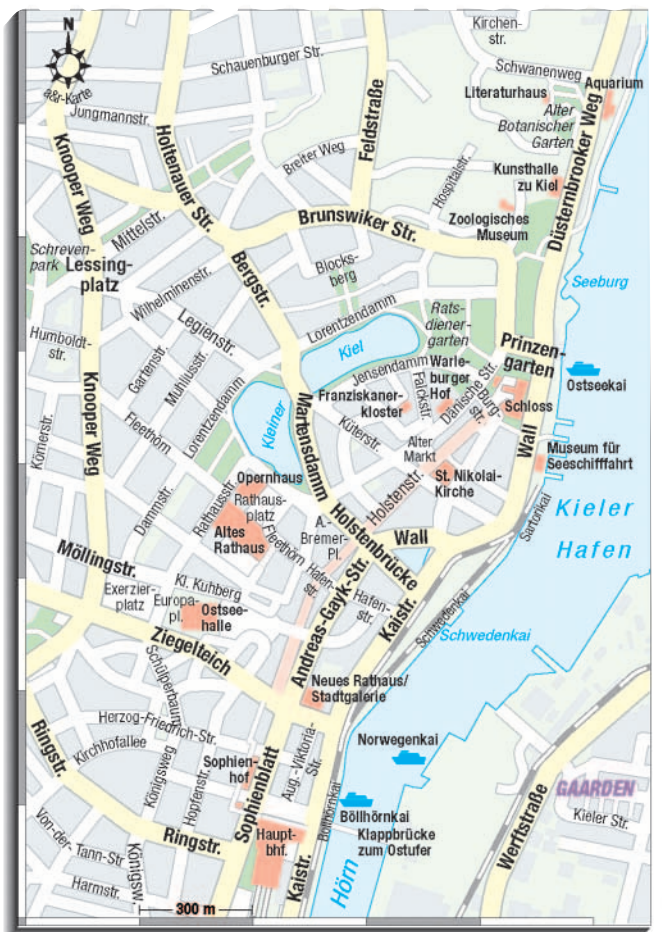 N
a&r-Karte
Kirchen-
str.
Schauenburger Str.
Schwanenweg
Aquarium
Literaturhaus
Jungmannstr.
Alter
Botanischer
Garten
Feldstraße
Holtenauer Str.
Knooper Weg
Breiter Weg
Hospitalstr.
Kunsthalle
zu Kiel
Düsternbrooker Weg
Zoologisches
Museum
Brunswiker Str.
Mittelstr.
Schreven-
park
Lessing-
platz
Bergstr.
Blocks-
berg
Seeburg
Wilhelminenstr.
Lorentzendamm
Rats-
diener-
garten
Legienstr.
Humboldt-
str.
Gartenstr.
Muhliusstr.
Kiel
Prinzen-
garten
Jensendamm
Warle-
burger
Hof
Ostseekai
Knooper Weg
Lorentzendamm
Franziskaner-
kloster
Falckstr.
Dänische Str.
Burg-
str.
Schloss
Kleiner
Martensdamm
Küterstr.
Körnerstr.
Fleethörn
Alter
Markt
Wall
Museum für
Seeschifffahrt
Opernhaus
Holstenstr.
St. Nikolai-
Kirche
Dammstr.
Rathausstr.
Rathaus-
platz
Altes
Rathaus
A.-
Bremer-
Pl.
Holstenbrücke
Wall
Sartorikai
Kieler
Hafen
Möllingstr.
Fleethörn
Hafen-
str.
Kl. Kuhberg
Exerzier-
platz
Europa-
pl.
Ostsee-
halle
Andreas-Gayk-Str.
Hafen-
str.
Kaistr.
Schwedenkai
Schwedenkai
Ziegelteich
Schülperbaum
Neues Rathaus/
Stadtgalerie
Herzog-Friedrich-Str.
Kirchhofallee
Ringstr.
Königsweg
Hopfenstr.
Sophien-
hof
Sophienblatt
Aug.-Viktoria-
Str.
Norwegenkai
GAARDEN
Böllhörnkai
Böllhörnkai
Klappbrücke
zum Ostufer
Kieler Str.
Werftstraße
Ringstr.
Haupt-
bhf.
Von-der-
Tann-Str
Königsw.
Kaistr.
Hörn
Harmstr.
300 m